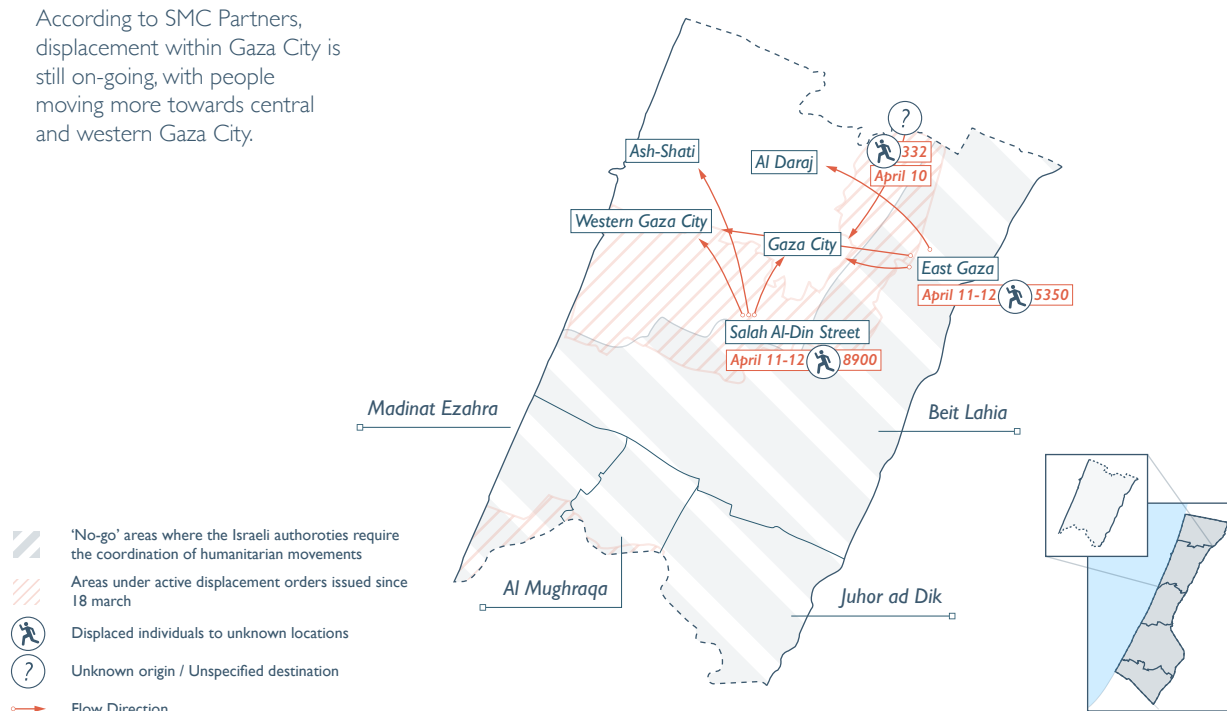 According to SMC Partners,
displacement within Gaza City is
still on-going, with people
moving more towards central
and western Gaza City.
?
332
April 10
Ash-Shati
Al Daraj
Western Gaza City
Gaza City
East Gaza
April 11-12 5350
Salah Al-Din Street
April 11-12 8900
Madinat Ezahra
Beit Lahia
Al Mughraqa
Juhor ad Dik
'No-go' areas where the Israeli authoroties require
the coordination of humanitarian movements
Areas under active displacement orders issued since
18 march
Displaced individuals to unknown locations
?
Unknown origin / Unspecified destination
Flow Direction